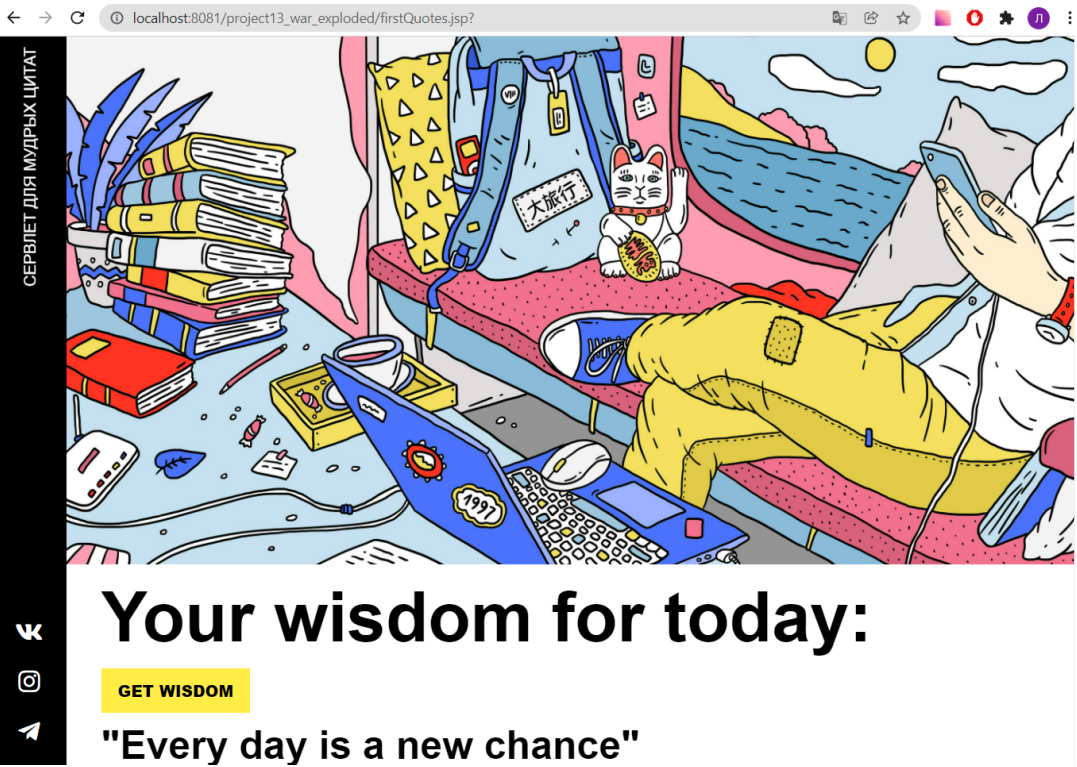 localhost:8081/project13_war_exploded/firstQuotes.jsp?
Л
СЕРВЛЕТ ДЛЯ МУДРЫХ ЦИТАТ
VIP
大旅行
1992
Your wisdom for today:
GET WISDOM
"Every day is a new chance"